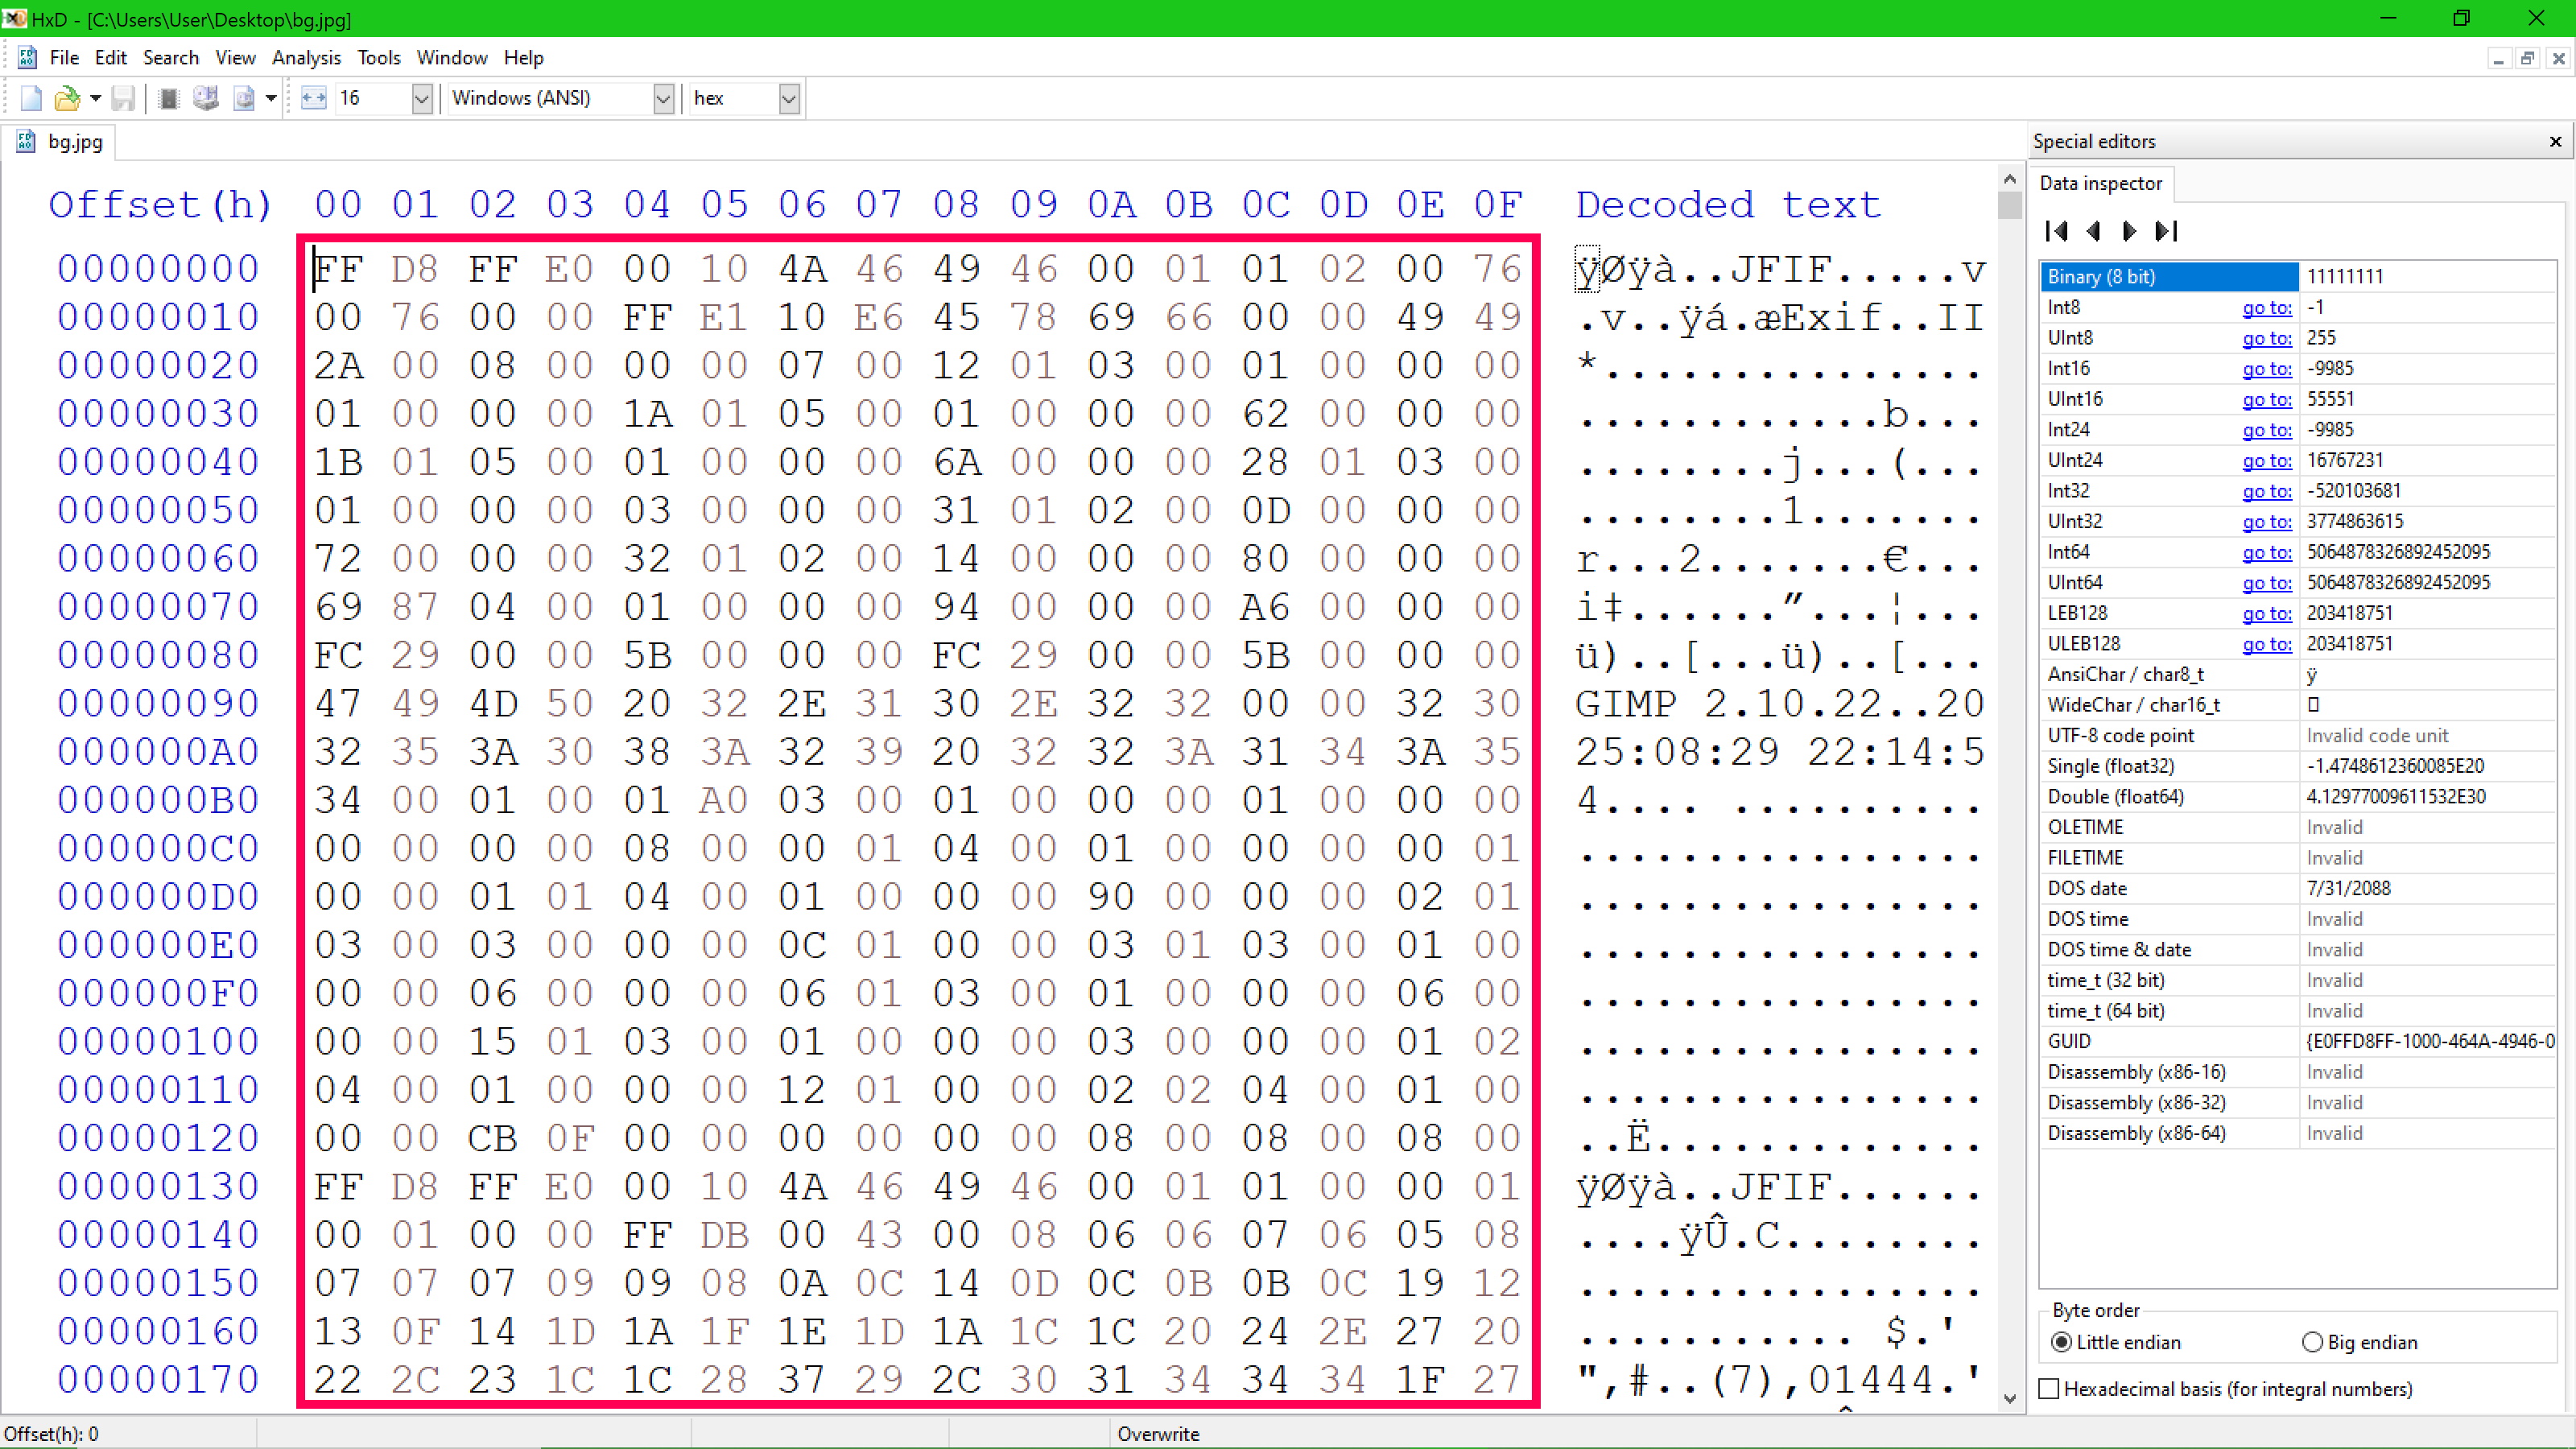 HxD - [C:\Users\User\Desktop\bg.jpg]
File Edit Search View Analysis Tools Window Help
16 Windows (ANSI) hex
bg.jpg
Offset(h) 00 01 02 03 04 05 06 07 08 09 0A 0B 0C 0D 0E 0F Decoded text
00000000 FF D8 FF E0 00 10 4A 46 49 46 00 01 01 02 00 76 ÿØÿà..JFIF.....v
00000010 00 76 00 00 FF E1 10 E6 45 78 69 66 00 00 49 49 .v..ÿá.æExif..II
00000020 2A 00 08 00 00 00 07 00 12 01 03 00 01 00 00 00 *...............
00000030 01 00 00 00 1A 01 05 00 01 00 00 00 62 00 00 00 ............b...
00000040 1B 01 05 00 01 00 00 00 6A 00 00 00 28 01 03 00 ........j...(...
00000050 01 00 00 00 03 00 00 00 31 01 02 00 0D 00 00 00 ........1.......
00000060 72 00 00 00 32 01 02 00 14 00 00 00 80 00 00 00 r...2.......€...
00000070 69 87 04 00 01 00 00 00 94 00 00 00 A6 00 00 00 i‡......”...¦...
00000080 FC 29 00 00 5B 00 00 00 FC 29 00 00 5B 00 00 00 ü)..[...ü)..[...
00000090 47 49 4D 50 20 32 2E 31 30 2E 32 32 00 00 32 30 GIMP 2.10.22..20
000000A0 32 35 3A 30 38 3A 32 39 20 32 32 3A 31 34 3A 35 25:08:29 22:14:5
000000B0 34 00 01 00 01 A0 03 00 01 00 00 00 01 00 00 00 4.... ..........
000000C0 00 00 00 00 08 00 00 01 04 00 01 00 00 00 00 01 ................
000000D0 00 00 01 01 04 00 01 00 00 00 90 00 00 00 02 01 ................
000000E0 03 00 03 00 00 00 0C 01 00 00 03 01 03 00 01 00 ................
000000F0 00 00 06 00 00 00 06 01 03 00 01 00 00 00 06 00 ................
00000100 00 00 15 01 03 00 01 00 00 00 03 00 00 00 01 02 ................
00000110 04 00 01 00 00 00 12 01 00 00 02 02 04 00 01 00 ................
00000120 00 00 CB 0F 00 00 00 00 00 00 08 00 08 00 08 00 ..Ë.............
00000130 FF D8 FF E0 00 10 4A 46 49 46 00 01 01 00 00 01 ÿØÿà..JFIF......
00000140 00 01 00 00 FF DB 00 43 00 08 06 06 07 06 05 08 ....ÿÛ.C........
00000150 07 07 07 09 09 08 0A 0C 14 0D 0C 0B 0B 0C 19 12 ................
00000160 13 0F 14 1D 1A 1F 1E 1D 1A 1C 1C 20 24 2E 27 20 ........... $.'
00000170 22 2C 23 1C 1C 28 37 29 2C 30 31 34 34 34 1F 27 ",#..(7),01444.'
Special editors
Data inspector
Binary (8 bit) 11111111
Int8 go to: -1
UInt8 go to: 255
Int16 go to: -9985
UInt16 go to: 55551
Int24 go to: -9985
UInt24 go to: 16767231
Int32 go to: -520103681
UInt32 go to: 3774863615
Int64 go to: 5064878326892452095
UInt64 go to: 5064878326892452095
LEB128 go to: 203418751
ULEB128 go to: 203418751
AnsiChar / char8_t ÿ
WideChar / char16_t
UTF-8 code point Invalid code unit
Single (float32) -1.4748612360085E20
Double (float64) 4.12977009611532E30
OLETIME Invalid
FILETIME Invalid
DOS date 7/31/2088
DOS time Invalid
DOS time & date Invalid
time_t (32 bit) Invalid
time_t (64 bit) Invalid
GUID {E0FFD8FF-1000-464A-4946-0
Disassembly (x86-16) Invalid
Disassembly (x86-32) Invalid
Disassembly (x86-64) Invalid
Byte order
Little endian Big endian
Hexadecimal basis (for integral numbers)
Offset(h): 0 Overwrite